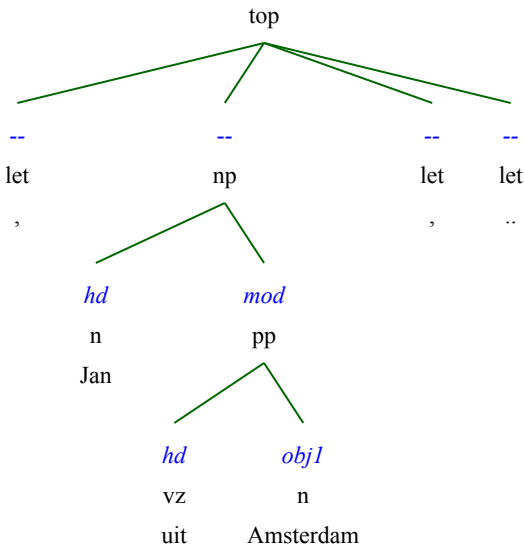 top
-- -- -- --
let np let let
, , ..
hd mod
n pp
Jan
hd obj1
vz n
uit Amsterdam